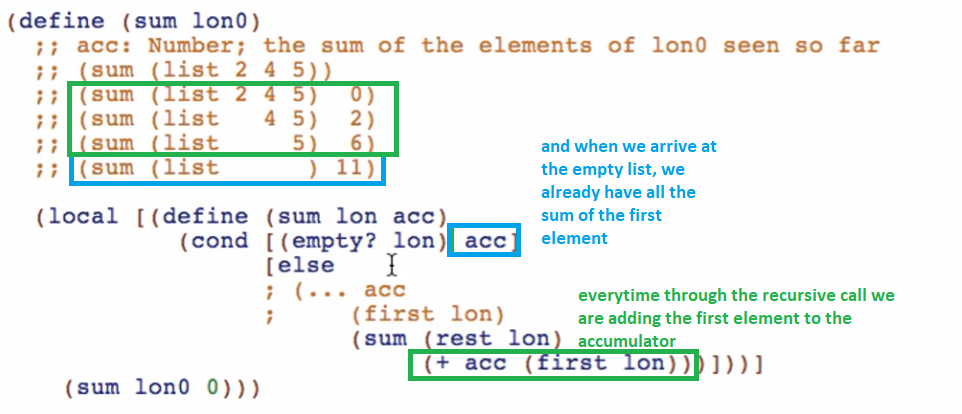 (define (sum lon0)
;; acc: Number; the sum of the elements of lon0 seen so far
;; (sum (list 2 4 5))
;; (sum (list 2 4 5) 0)
;; (sum (list 4 5) 2)
;; (sum (list 5) 6)
;; (sum (list ) 11)
and when we arrive at
the empty list, we
already have all the
sum of the first
element
(local [(define (sum lon acc)
(cond [(empty? lon) acc]
[else
; (... acc
; (first lon)
(sum (rest lon)
(+ acc (first lon)))]))]
everytime through the recursive call we
are adding the first element to the
accumulator
(sum lon0 0)))